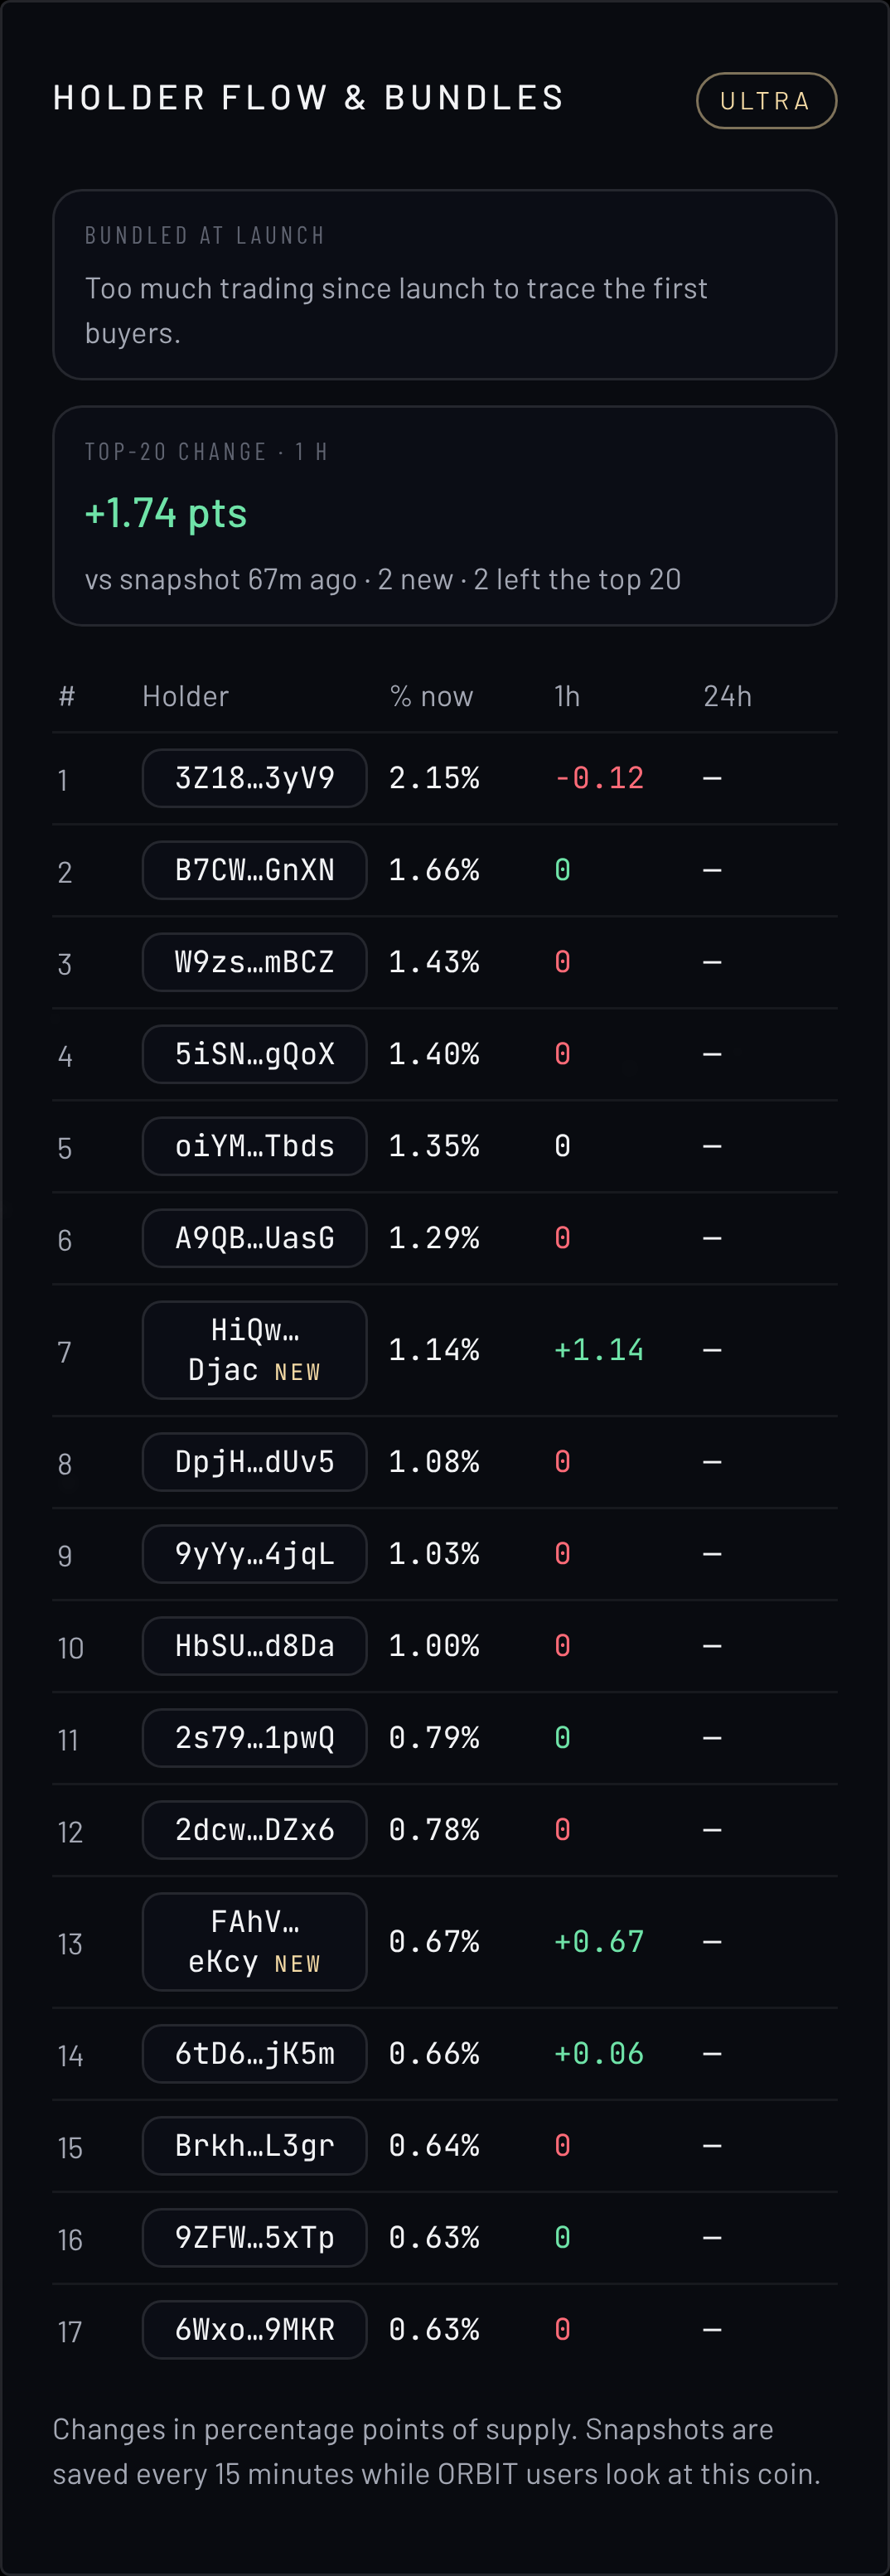 HOLDER FLOW & BUNDLES
ULTRA
BUNDLED AT LAUNCH
Too much trading since launch to trace the first
buyers.
TOP-20 CHANGE · 1 H
+1.74 pts
vs snapshot 67m ago · 2 new · 2 left the top 20
# Holder % now 1h 24h
1 3Z18…3yV9 2.15% -0.12 —
2 B7CW…GnXN 1.66% 0 —
3 W9zs…mBCZ 1.43% 0 —
4 5iSN…gQoX 1.40% 0 —
5 oiYM…Tbds 1.35% 0 —
6 A9QB…UasG 1.29% 0 —
7 HiQw…
Djac NEW 1.14% +1.14 —
8 DpjH…dUv5 1.08% 0 —
9 9yYy…4jqL 1.03% 0 —
10 HbSU…d8Da 1.00% 0 —
11 2s79…1pwQ 0.79% 0 —
12 2dcw…DZx6 0.78% 0 —
13 FAhV…
eKcy NEW 0.67% +0.67 —
14 6tD6…jK5m 0.66% +0.06 —
15 Brkh…L3gr 0.64% 0 —
16 9ZFW…5xTp 0.63% 0 —
17 6Wxo…9MKR 0.63% 0 —
Changes in percentage points of supply. Snapshots are
saved every 15 minutes while ORBIT users look at this coin.